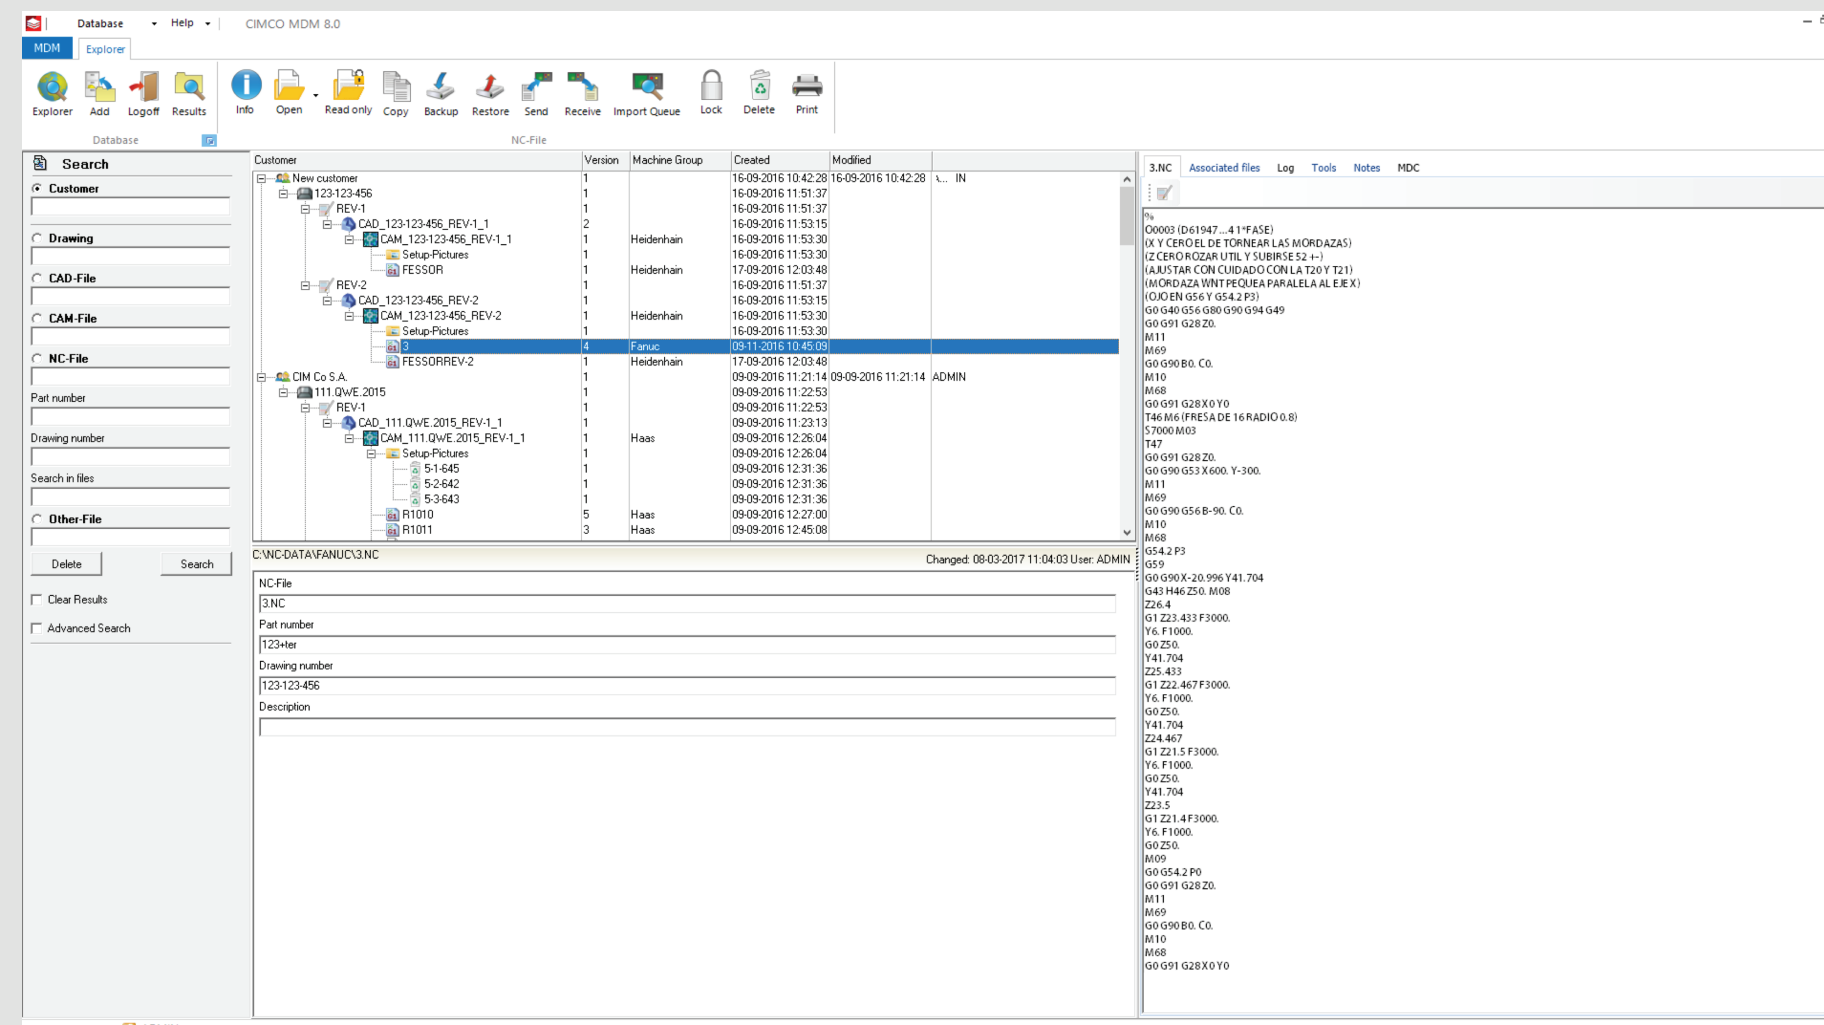 Database Help CIMCO MDM 8.0
MDM Explorer
Explorer Add Logoff Results Info Open Read only Copy Backup Restore Send Receive Import Queue Lock Delete Print
Database NC-File
Search
Customer
Drawing
CAD-File
CAM-File
NC-File
Part number
Drawing number
Search in files
Other-File
Delete Search
Clear Results
Advanced Search
Customer Version Machine Group Created Modified
New customer 1 16-09-2016 10:42:28 16-09-2016 10:42:28 IN
123-123-456 1 16-09-2016 11:51:37
REV-1 1 16-09-2016 11:51:37
CAD_123-123-456_REV-1_1 2 16-09-2016 11:53:15
CAM_123-123-456_REV-1_1 1 Heidenhain 16-09-2016 11:53:30
Setup-Pictures 1 16-09-2016 11:53:30
FESSOR 1 Heidenhain 17-09-2016 12:03:48
REV-2 1 16-09-2016 11:51:37
CAD_123-123-456_REV-2 1 16-09-2016 11:53:15
CAM_123-123-456_REV-2 1 Heidenhain 16-09-2016 11:53:30
Setup-Pictures 1 16-09-2016 11:53:30
3 4 Fanuc 09-11-2016 10:45:09
FESSORREV-2 1 Heidenhain 17-09-2016 12:03:48
CIM Co S.A. 1 09-09-2016 11:21:14 09-09-2016 11:21:14 ADMIN
111.QWE.2015 1 09-09-2016 11:22:53
REV-1 1 09-09-2016 11:22:53
CAD_111.QWE.2015_REV-1_1 1 09-09-2016 11:23:13
CAM_111.QWE.2015_REV-1_1 1 Haas 09-09-2016 12:26:04
Setup-Pictures 1 09-09-2016 12:26:04
5-1-645 1 09-09-2016 12:31:36
5-2-642 1 09-09-2016 12:31:36
5-3-643 1 09-09-2016 12:31:36
R1010 5 Haas 09-09-2016 12:27:00
R1011 3 Haas 09-09-2016 12:45:08
C:\NC-DATA\FANUC\3.NC Changed: 08-03-2017 11:04:03 User: ADMIN
NC-File
3.NC
Part number
123+ter
Drawing number
123-123-456
Description
3.NC Associated files Log Tools Notes MDC
%
O0003 (D61947...4 1*FASE)
(X Y CERO EL DE TORNEAR LAS MORDAZAS)
(Z CERO ROZAR UTIL Y SUBIRSE 52 +-)
(AJUSTAR CON CUIDADO CON LA T20 Y T21)
(MORDAZA WNT PEQUEA PARALELA AL EJE X)
(OJO EN G56 Y G54.2 P3)
G0 G40 G56 G80 G90 G94 G49
G0 G91 G28 Z0.
M11
M69
G0 G90 B0. C0.
M10
M68
G0 G91 G28 X0 Y0
T46 M6 (FRESA DE 16 RADIO 0.8)
S7000 M03
T47
G0 G91 G28 Z0.
G0 G90 G53 X600. Y-300.
M11
M69
G0 G90 G56 B-90. C0.
M10
M68
G54.2 P3
G59
G0 G90 X-20.996 Y41.704
G43 H46 Z50. M08
Z26.4
G1 Z23.433 F3000.
Y6. F1000.
G0 Z50.
Y41.704
Z25.433
G1 Z22.467 F3000.
Y6. F1000.
G0 Z50.
Y41.704
Z24.467
G1 Z21.5 F3000.
Y6. F1000.
G0 Z50.
Y41.704
Z23.5
G1 Z21.4 F3000.
Y6. F1000.
G0 Z50.
M09
G0 G54.2 P0
G0 G91 G28 Z0.
M11
M69
G0 G90 B0. C0.
M10
M68
G0 G91 G28 X0 Y0